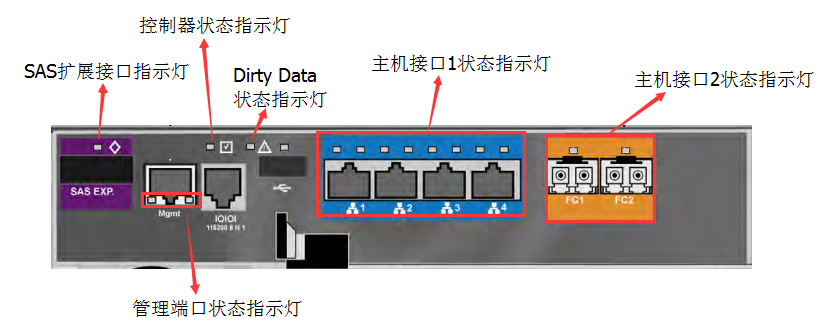 控制器状态指示灯
SAS扩展接口指示灯
Dirty Data
状态指示灯
主机接口1状态指示灯
主机接口2状态指示灯
SAS EXP.
Mgmt
IOIOI
115200 8 N 1
1
2
3
4
FC1
FC2
管理端口状态指示灯